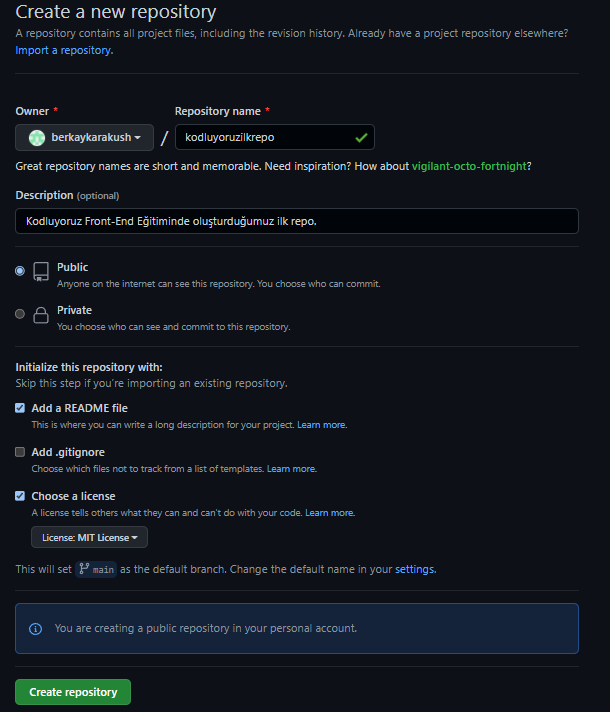 Create a new repository
A repository contains all project files, including the revision history. Already have a project repository elsewhere?
Import a repository.
Owner * Repository name *
berkaykarakush / kodluyoruzilkrepo
Great repository names are short and memorable. Need inspiration? How about vigilant-octo-fortnight?
Description (optional)
Kodluyoruz Front-End Eğitiminde oluşturduğumuz ilk repo.
Public
Anyone on the internet can see this repository. You choose who can commit.
Private
You choose who can see and commit to this repository.
Initialize this repository with:
Skip this step if you're importing an existing repository.
Add a README file
This is where you can write a long description for your project. Learn more.
Add .gitignore
Choose which files not to track from a list of templates. Learn more.
Choose a license
A license tells others what they can and can't do with your code. Learn more.
License: MIT License
This will set main as the default branch. Change the default name in your settings.
You are creating a public repository in your personal account.
Create repository